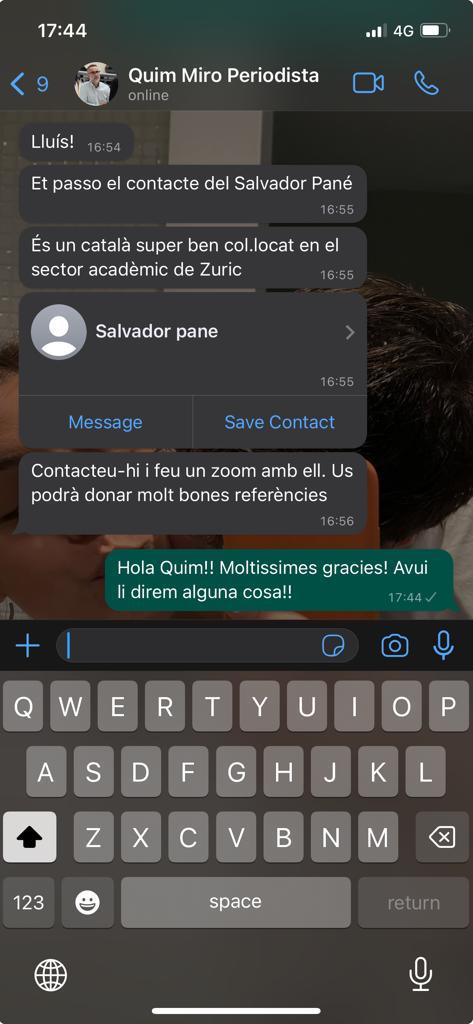 17:44
4G
9
Quim Miro Periodista
online
Lluís! 16:54
Et passo el contacte del Salvador Pané
16:55
És un català super ben col.locat en el
sector acadèmic de Zuric 16:55
Salvador pane
16:55
Message Save Contact
Contacteu-hi i feu un zoom amb ell. Us
podrà donar molt bones referències
16:56
Hola Quim!! Moltissimes gracies! Avui
li direm alguna cosa!! 17:44
Q W E R T Y U I O P
A S D F G H J K L
Z X C V B N M
123 space return